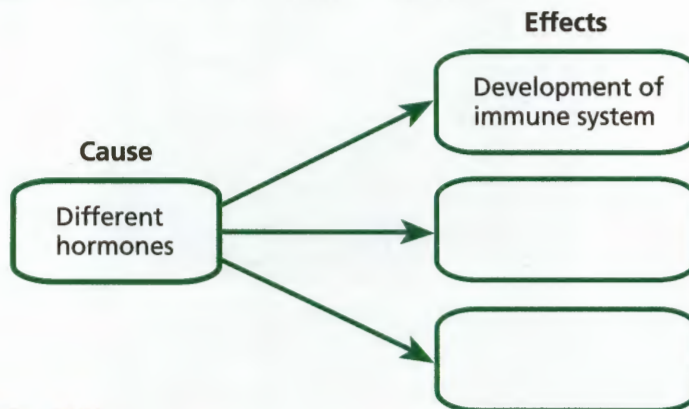 Effects
Development of
immune system
Cause
Different
hormones